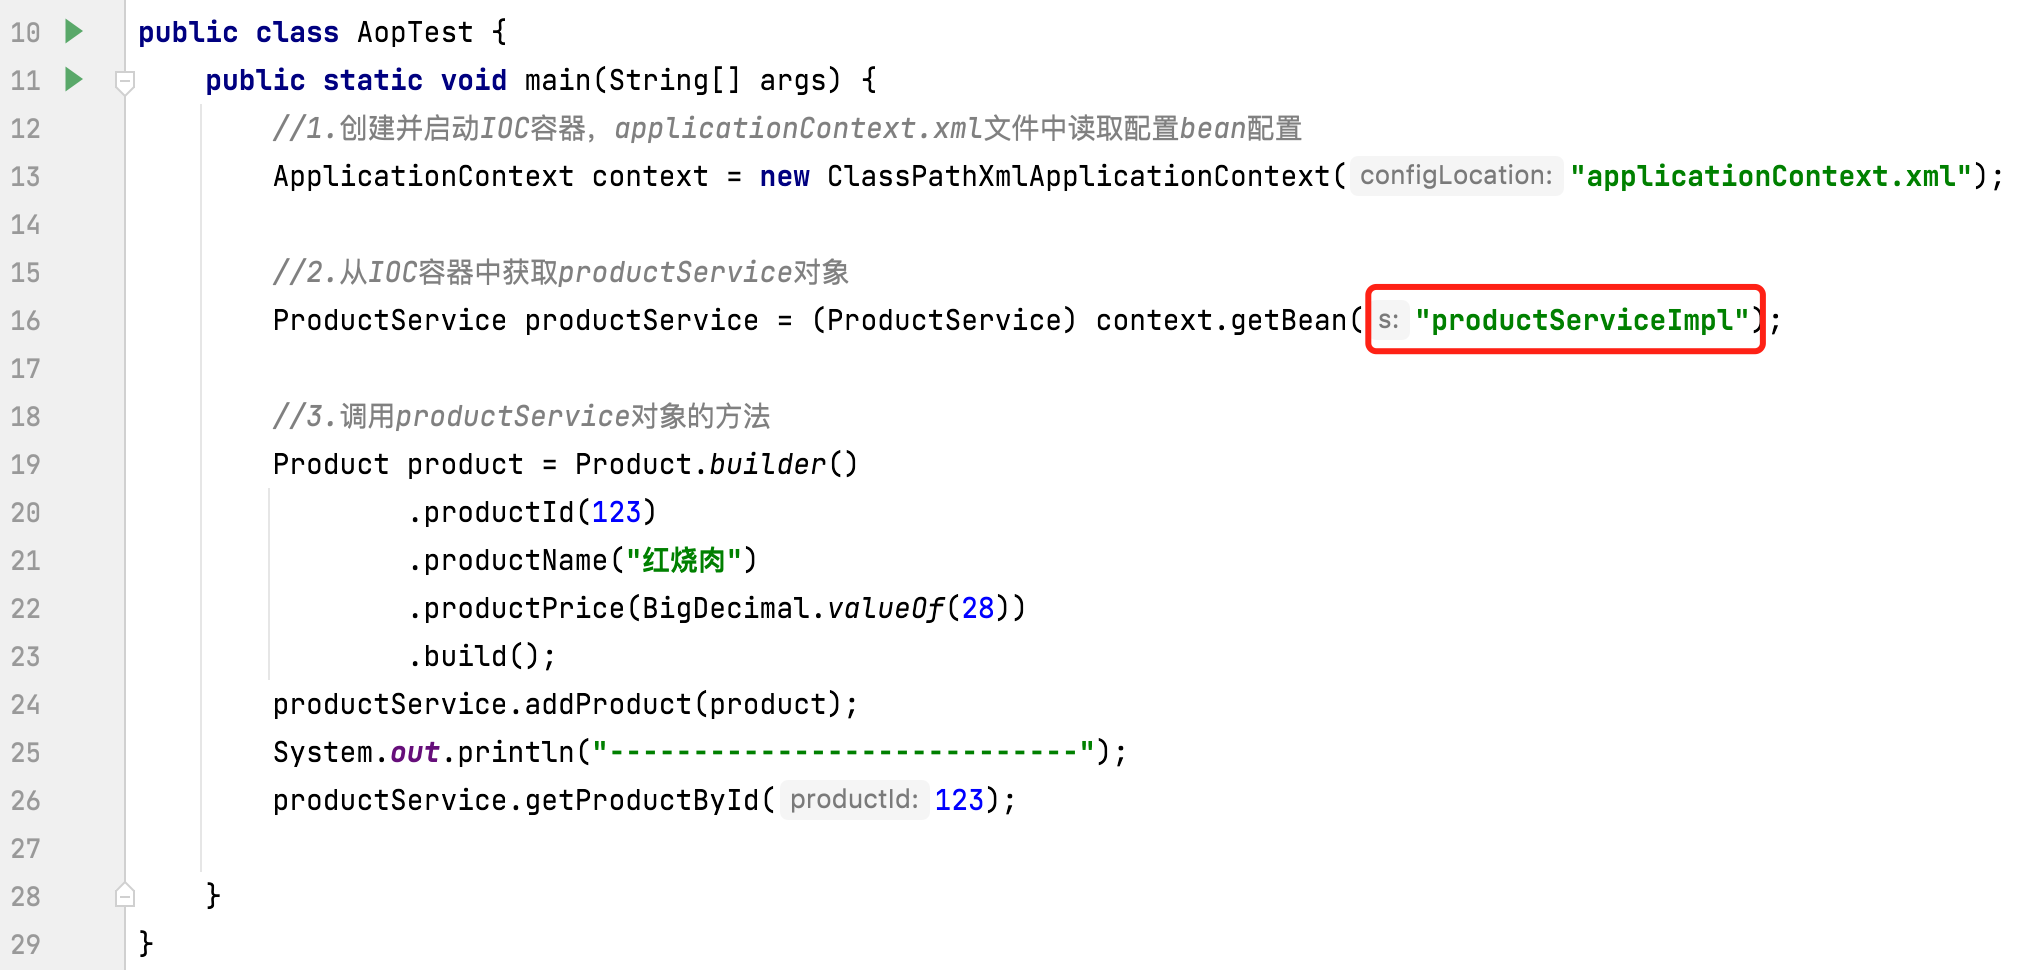 10 public class AopTest {
11 public static void main(String[] args) {
12 //1.创建并启动IOC容器，applicationContext.xml文件中读取配置bean配置
13 ApplicationContext context = new ClassPathXmlApplicationContext( configLocation: "applicationContext.xml");
14
15 //2.从IOC容器中获取productService对象
16 ProductService productService = (ProductService) context.getBean( s: "productServiceImpl");
17
18 //3.调用productService对象的方法
19 Product product = Product.builder()
20 .productId(123)
21 .productName("红烧肉")
22 .productPrice(BigDecimal.valueOf(28))
23 .build();
24 productService.addProduct(product);
25 System.out.println("----------------------------");
26 productService.getProductById( productId: 123);
27
28 }
29 }